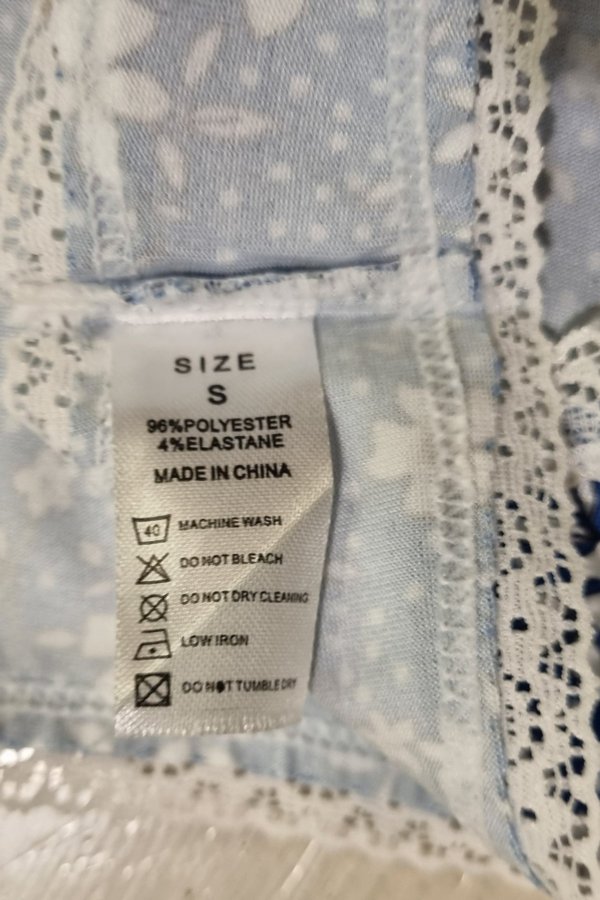 SIZE
S
96%POLYESTER
4%ELASTANE
MADE IN CHINA
40 MACHINE WASH
DO NOT BLEACH
DO NOT DRY CLEANING
LOW IRON
DO NOT TUMBLE DRY